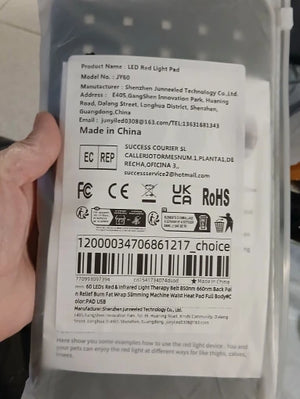 Product Name : LED Red Light Pad
Model No. : JY60
Manufacturer : Shenzhen Junneeled Technology Co.,Ltd.
Address : E405,GangShen Innovation Park, Huaning
Road, Dalang Street, Longhua District, Shenzhen,
Guangdong,China
Email : junyiled0308@163.com/TEL:13631681343
Made in China
EC REP
SUCCESS COURIER SL
CALLERIOTORMESNUM.1,PLANTA1,DE
RECHA,OFICINA 3,,
successservice2@hotmail.com
FC CE UK CA RoHS
12000034706861217_choice
Made In China
60 LEDs Red & Infrared Light Therapy Belt 850nm 660nm Back Pai
n Relief Burn Fat Wrap Slimming Machine Waist Heat Pad Full Body#C
olor:PAD USB
Manufacturer:Shenzhen Junneeled Technology Co., Ltd.
Here show you some examples how to use the red light device. You and
your pets can enjoy the red light at different ways for like thighs, calves,
knees.